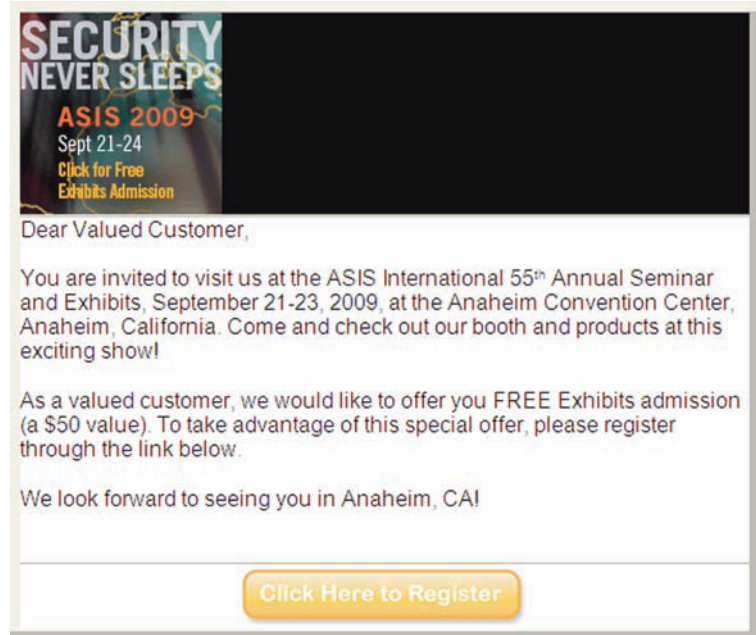 SECURITY
NEVER SLEEPS
ASIS 2009
Sept 21-24
Click for Free
Exhibits Admission
Dear Valued Customer,
You are invited to visit us at the ASIS International 55th Annual Seminar
and Exhibits, September 21-23, 2009, at the Anaheim Convention Center,
Anaheim, California. Come and check out our booth and products at this
exciting show!
As a valued customer, we would like to offer you FREE Exhibits admission
(a $50 value). To take advantage of this special offer, please register
through the link below.
We look forward to seeing you in Anaheim, CA!
Click Here to Register